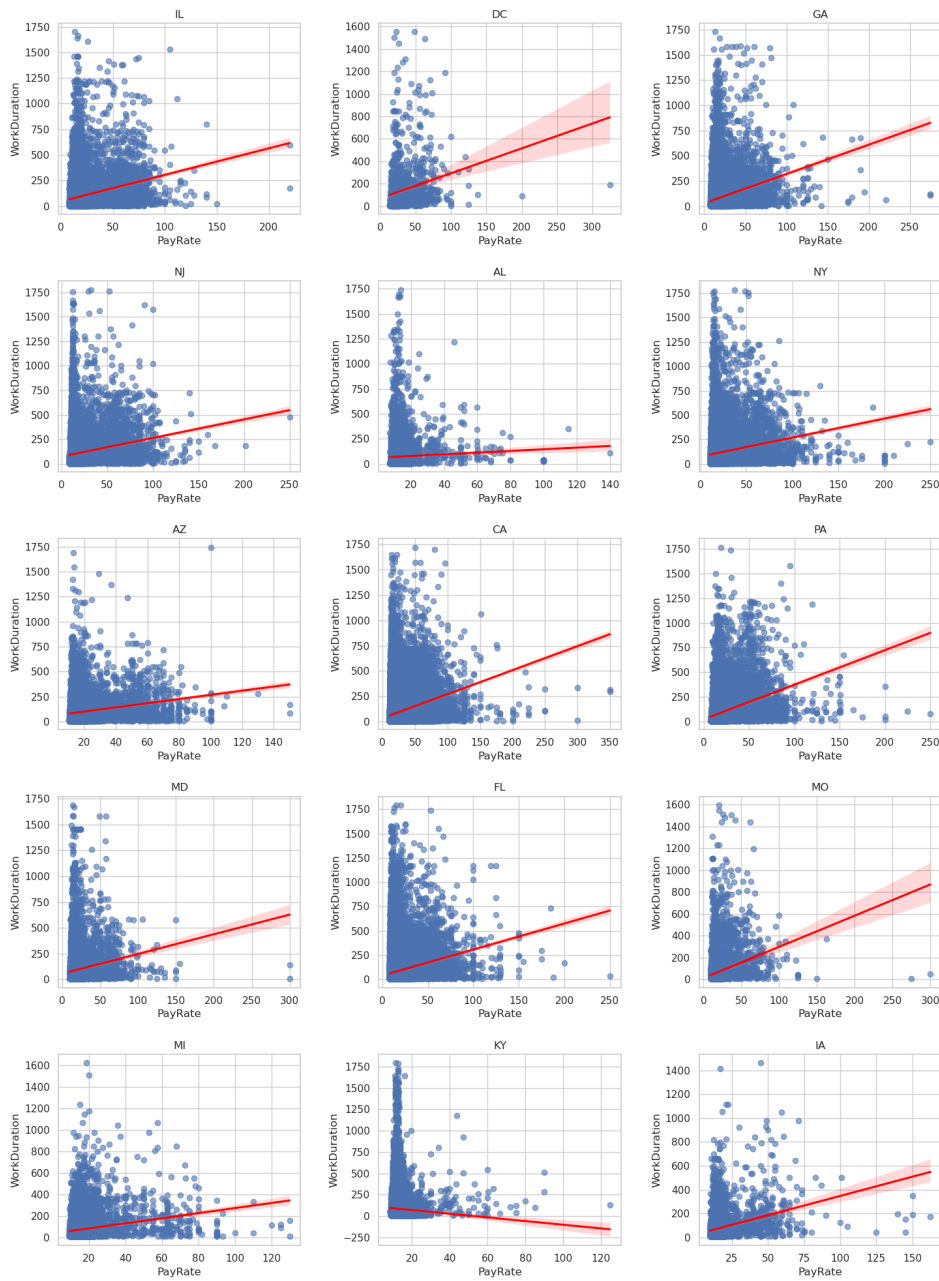 IL
DC
GA
WorkDuration
1750
1500
1250
1000
750
500
250
0
0 50 100 150 200
PayRate
WorkDuration
1600
1400
1200
1000
800
600
400
200
0
0 50 100 150 200 250 300
PayRate
WorkDuration
1750
1500
1250
1000
750
500
250
0
0 50 100 150 200 250
PayRate
NJ
AL
NY
WorkDuration
1750
1500
1250
1000
750
500
250
0
0 50 100 150 200 250
PayRate
WorkDuration
1750
1500
1250
1000
750
500
250
0
20 40 60 80 100 120 140
PayRate
WorkDuration
1750
1500
1250
1000
750
500
250
0
0 50 100 150 200 250
PayRate
AZ
CA
PA
WorkDuration
1750
1500
1250
1000
750
500
250
0
20 40 60 80 100 120 140
PayRate
WorkDuration
1750
1500
1250
1000
750
500
250
0
0 50 100 150 200 250 300 350
PayRate
WorkDuration
1750
1500
1250
1000
750
500
250
0
0 50 100 150 200 250
PayRate
MD
FL
MO
WorkDuration
1750
1500
1250
1000
750
500
250
0
0 50 100 150 200 250 300
PayRate
WorkDuration
1750
1500
1250
1000
750
500
250
0
0 50 100 150 200 250
PayRate
WorkDuration
1600
1400
1200
1000
800
600
400
200
0
0 50 100 150 200 250 300
PayRate
MI
KY
IA
WorkDuration
1600
1400
1200
1000
800
600
400
200
0
20 40 60 80 100 120
PayRate
WorkDuration
1750
1500
1250
1000
750
500
250
0
−250
20 40 60 80 100 120
PayRate
WorkDuration
1400
1200
1000
800
600
400
200
0
25 50 75 100 125 150
PayRate